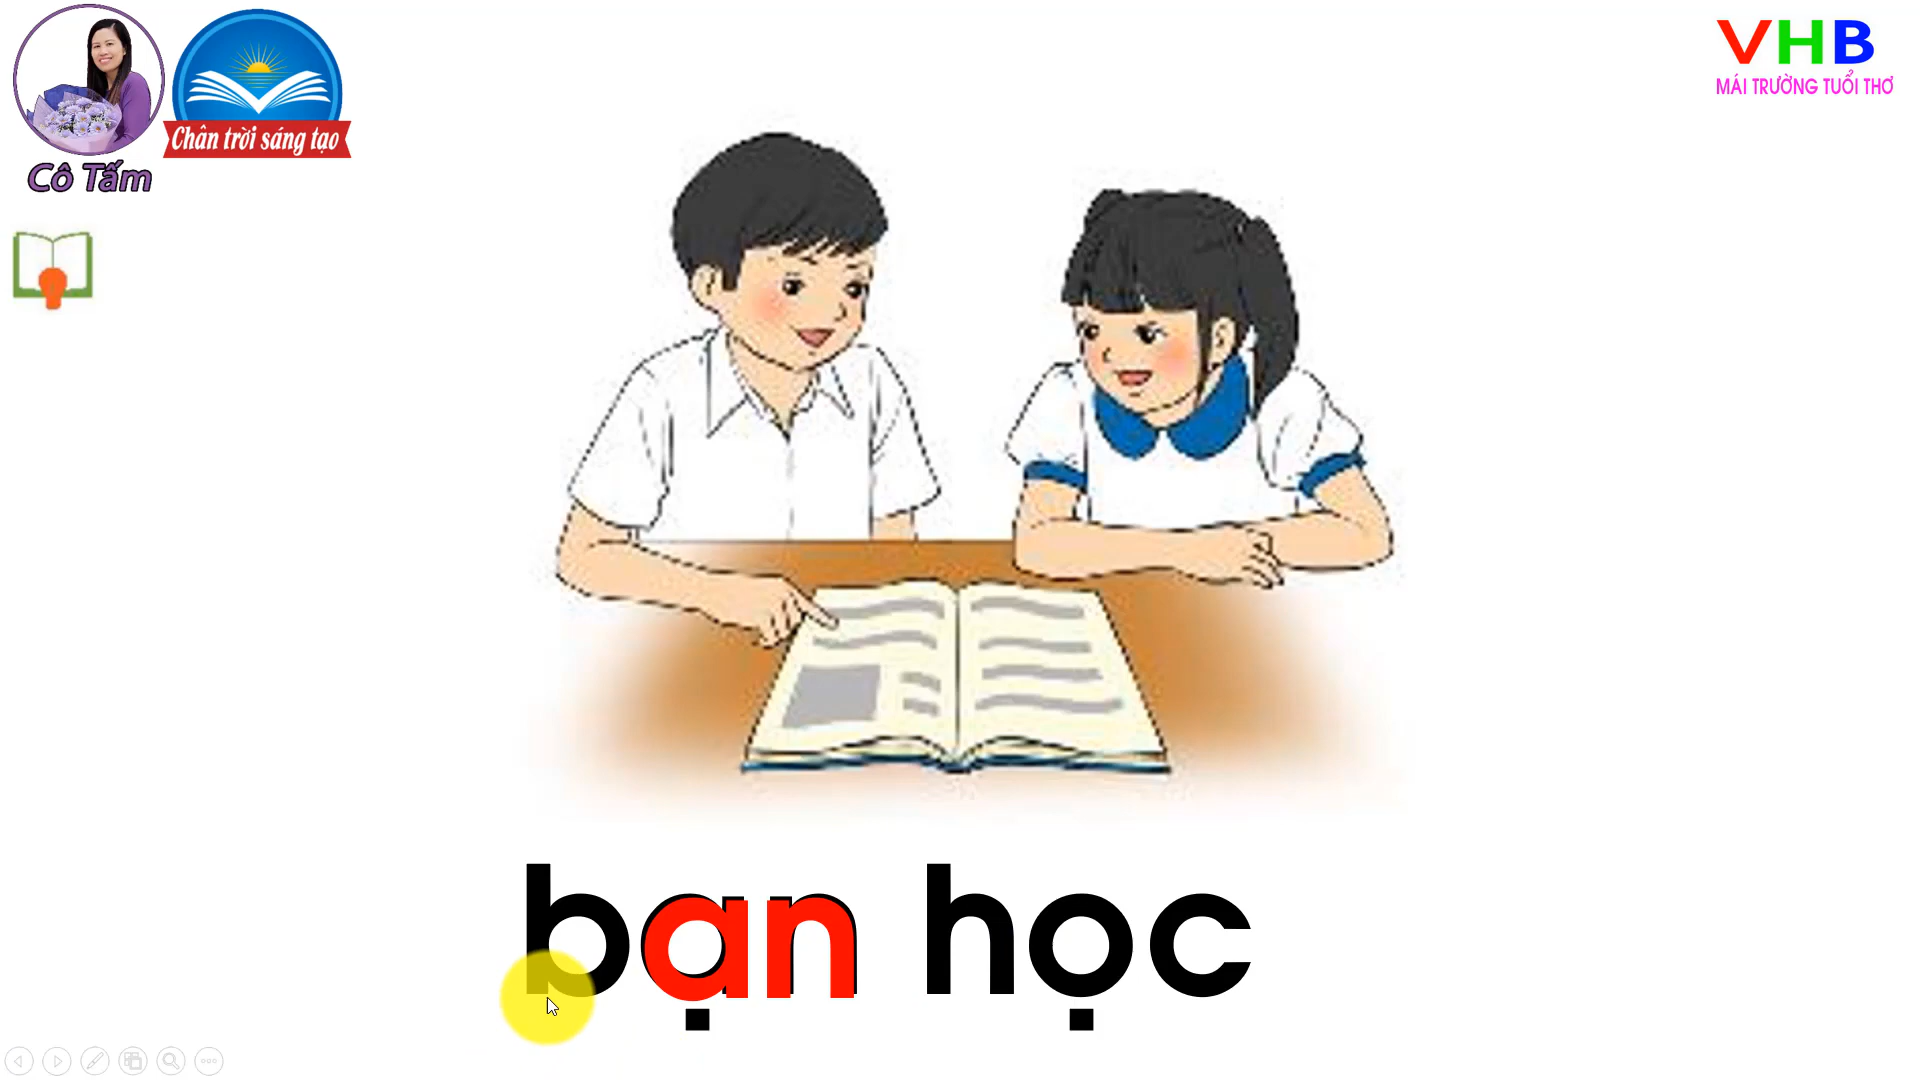 Chân trời sáng tạo
Cô Tấm
VHB
MÁI TRƯỜNG TUỔI THƠ
bạn học